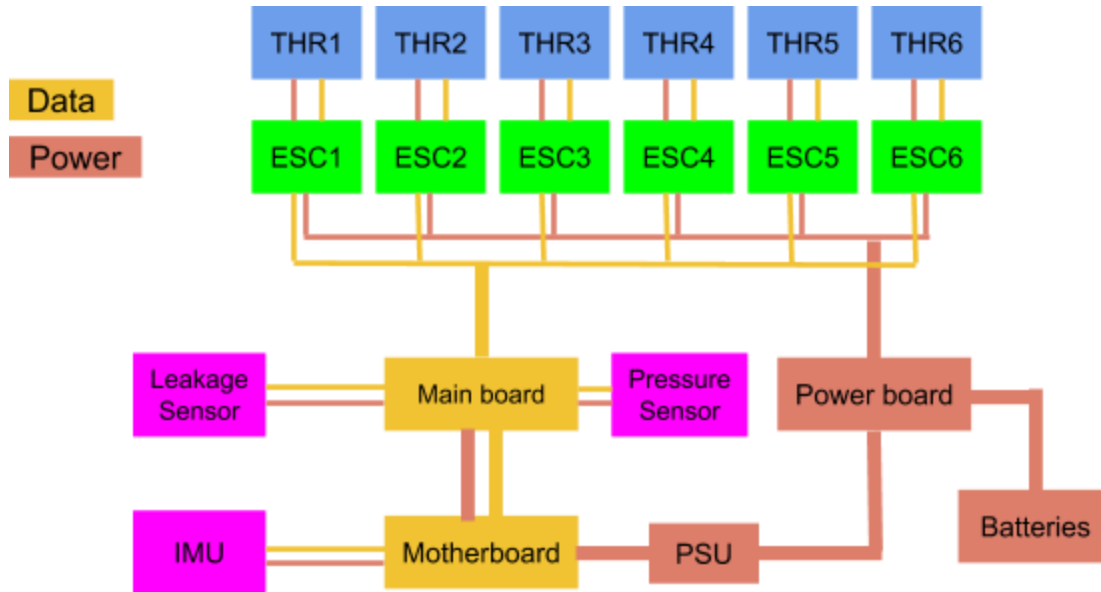 THR1 THR2 THR3 THR4 THR5 THR6
Data
Power
ESC1 ESC2 ESC3 ESC4 ESC5 ESC6
Leakage
Sensor
Main board
Pressure
Sensor
Power board
IMU
Motherboard
PSU
Batteries